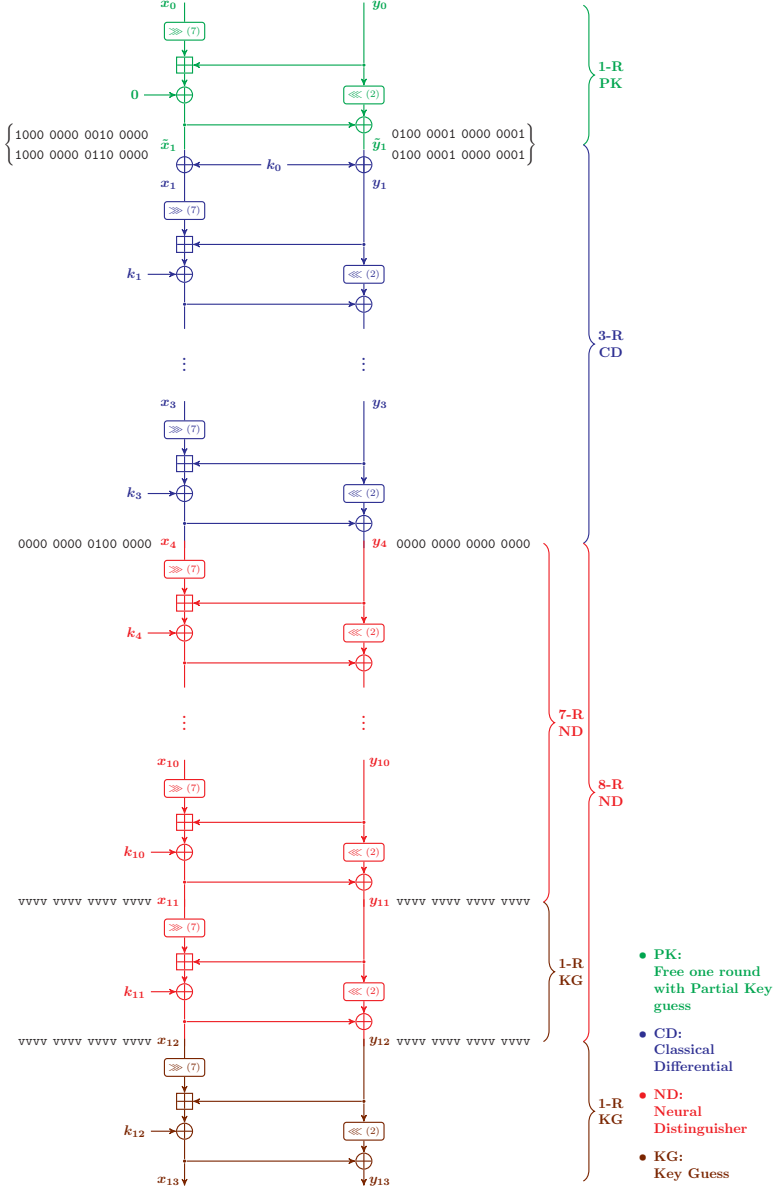 x₀ y₀
⋙ (7)
1-R
PK
0
⋘ (2)
1000 0000 0010 0000 x̃₁ ỹ₁ 0100 0001 0000 0001
1000 0000 0110 0000 0100 0001 0000 0001
k₀
x₁ y₁
⋙ (7)
k₁
⋘ (2)
3-R
CD
⋮ ⋮
x₃ y₃
⋙ (7)
k₃
⋘ (2)
0000 0000 0100 0000 x₄ y₄ 0000 0000 0000 0000
⋙ (7)
k₄
⋘ (2)
⋮ ⋮
7-R
ND
x₁₀ y₁₀
⋙ (7)
8-R
ND
k₁₀
⋘ (2)
vvvv vvvv vvvv vvvv x₁₁ y₁₁ vvvv vvvv vvvv vvvv
⋙ (7)
1-R
KG
k₁₁
⋘ (2)
vvvv vvvv vvvv vvvv x₁₂ y₁₂ vvvv vvvv vvvv vvvv
⋙ (7)
1-R
KG
k₁₂
⋘ (2)
x₁₃ y₁₃
• PK:
Free one round
with Partial Key
guess
• CD:
Classical
Differential
• ND:
Neural
Distinguisher
• KG:
Key Guess